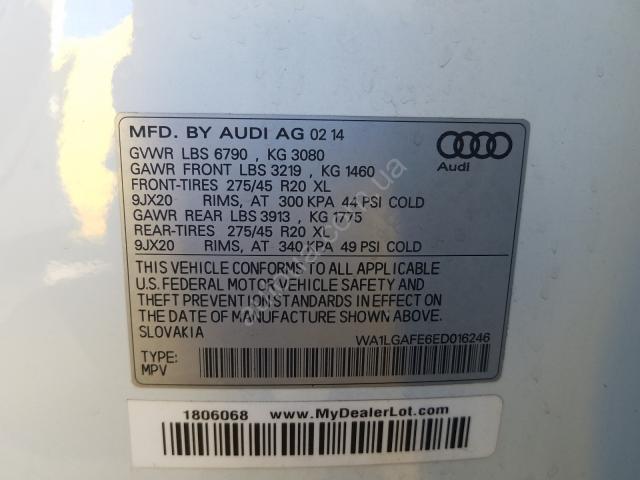 MFD. BY AUDI AG 02 14
GVWR LBS 6790 , KG 3080
GAWR FRONT LBS 3219 , KG 1460
FRONT-TIRES 275/45 R20 XL
9JX20 RIMS, AT 300 KPA 44 PSI COLD
GAWR REAR LBS 3913 , KG 1775
REAR-TIRES 275/45 R20 XL
9JX20 RIMS, AT 340 KPA 49 PSI COLD
Audi
THIS VEHICLE CONFORMS TO ALL APPLICABLE
U.S. FEDERAL MOTOR VEHICLE SAFETY AND
THEFT PREVENTION STANDARDS IN EFFECT ON
THE DATE OF MANUFACTURE SHOWN ABOVE.
SLOVAKIA
WA1LGAFE6ED016246
TYPE:
MPV
1806068 www.MyDealerLot.com